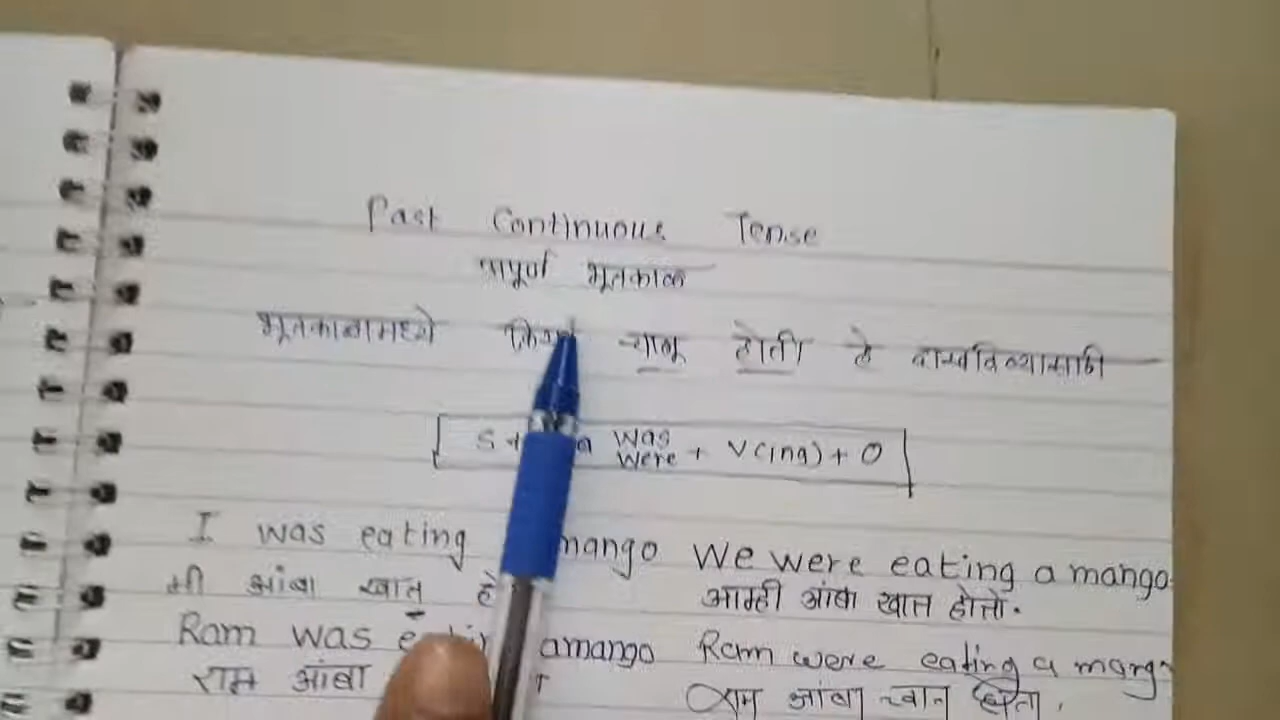 Past Continuous Tense
अपूर्ण भूतकाळ
भूतकाळामध्ये चालू होती हे दाखविण्यासाठी
S + was were + V(ing) + O
I was eating mango We were eating a mango.
मी आंबा खात आम्ही आंबा खात होतो.
Ram was a mango Ram were eating a
राम आंबा राम आंबा खात होता.